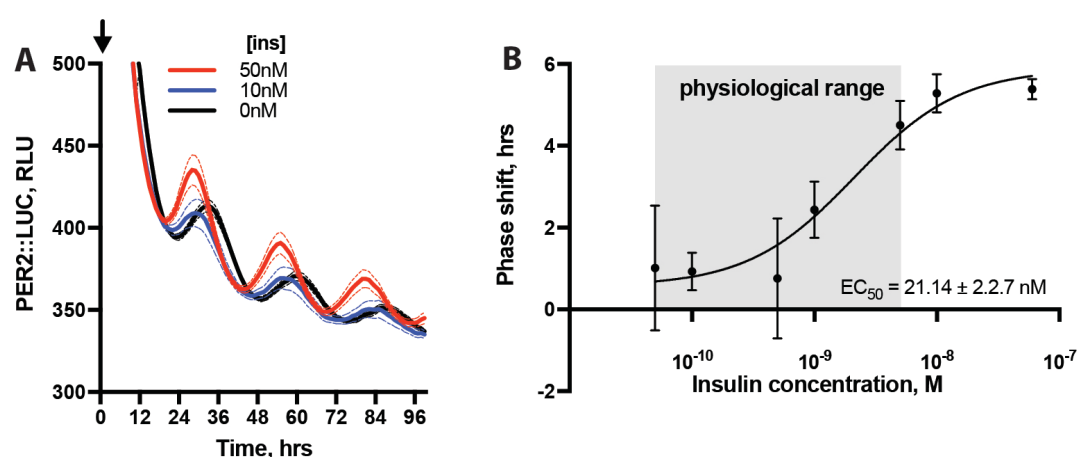 A
[ins]
50nM
10nM
0nM
PER2::LUC, RLU
500
450
400
350
300
0 12 24 36 48 60 72 84 96
Time, hrs
B
physiological range
Phase shift, hrs
6
4
2
0
-2
EC50 = 21.14 ± 2.2.7 nM
10-10 10-9 10-8 10-7
Insulin concentration, M